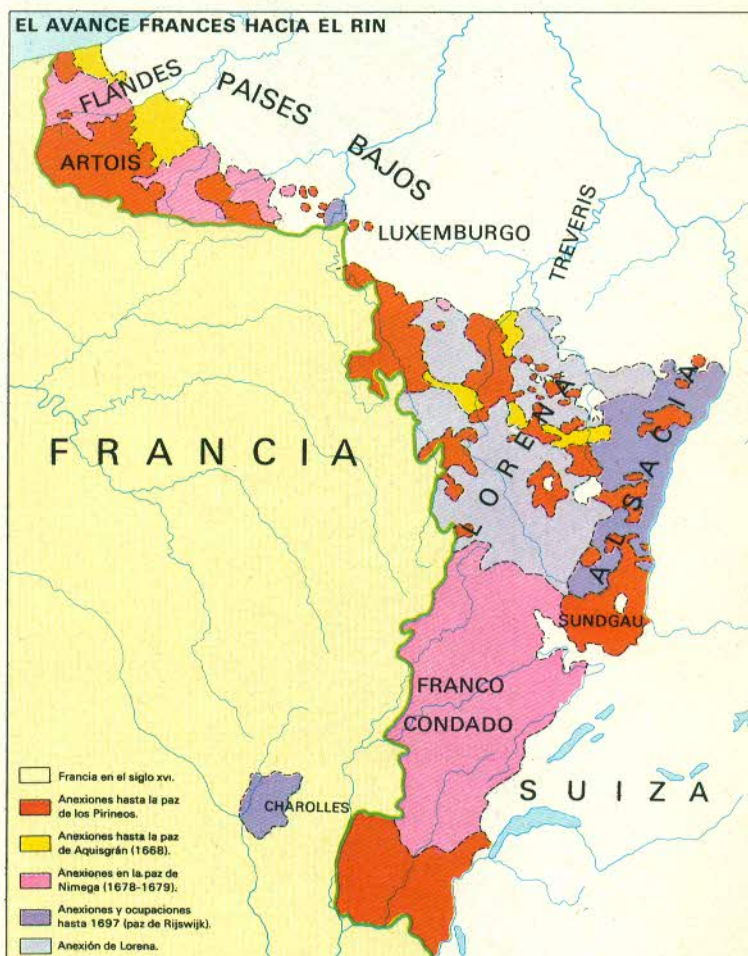 EL AVANCE FRANCES HACIA EL RIN
FLANDES
PAISES
BAJOS
ARTOIS
LUXEMBURGO
TREVERIS
FRANCIA
LORENA
ALSACIA
SUNDGAU
FRANCO
CONDADO
SUIZA
CHAROLLES
Francia en el siglo XVI.
Anexiones hasta la paz
de los Pirineos.
Anexiones hasta la paz
de Aquisgrán (1668).
Anexiones en la paz de
Nimega (1678-1679).
Anexiones y ocupaciones
hasta 1697 (paz de Rijswijk).
Anexión de Lorena.